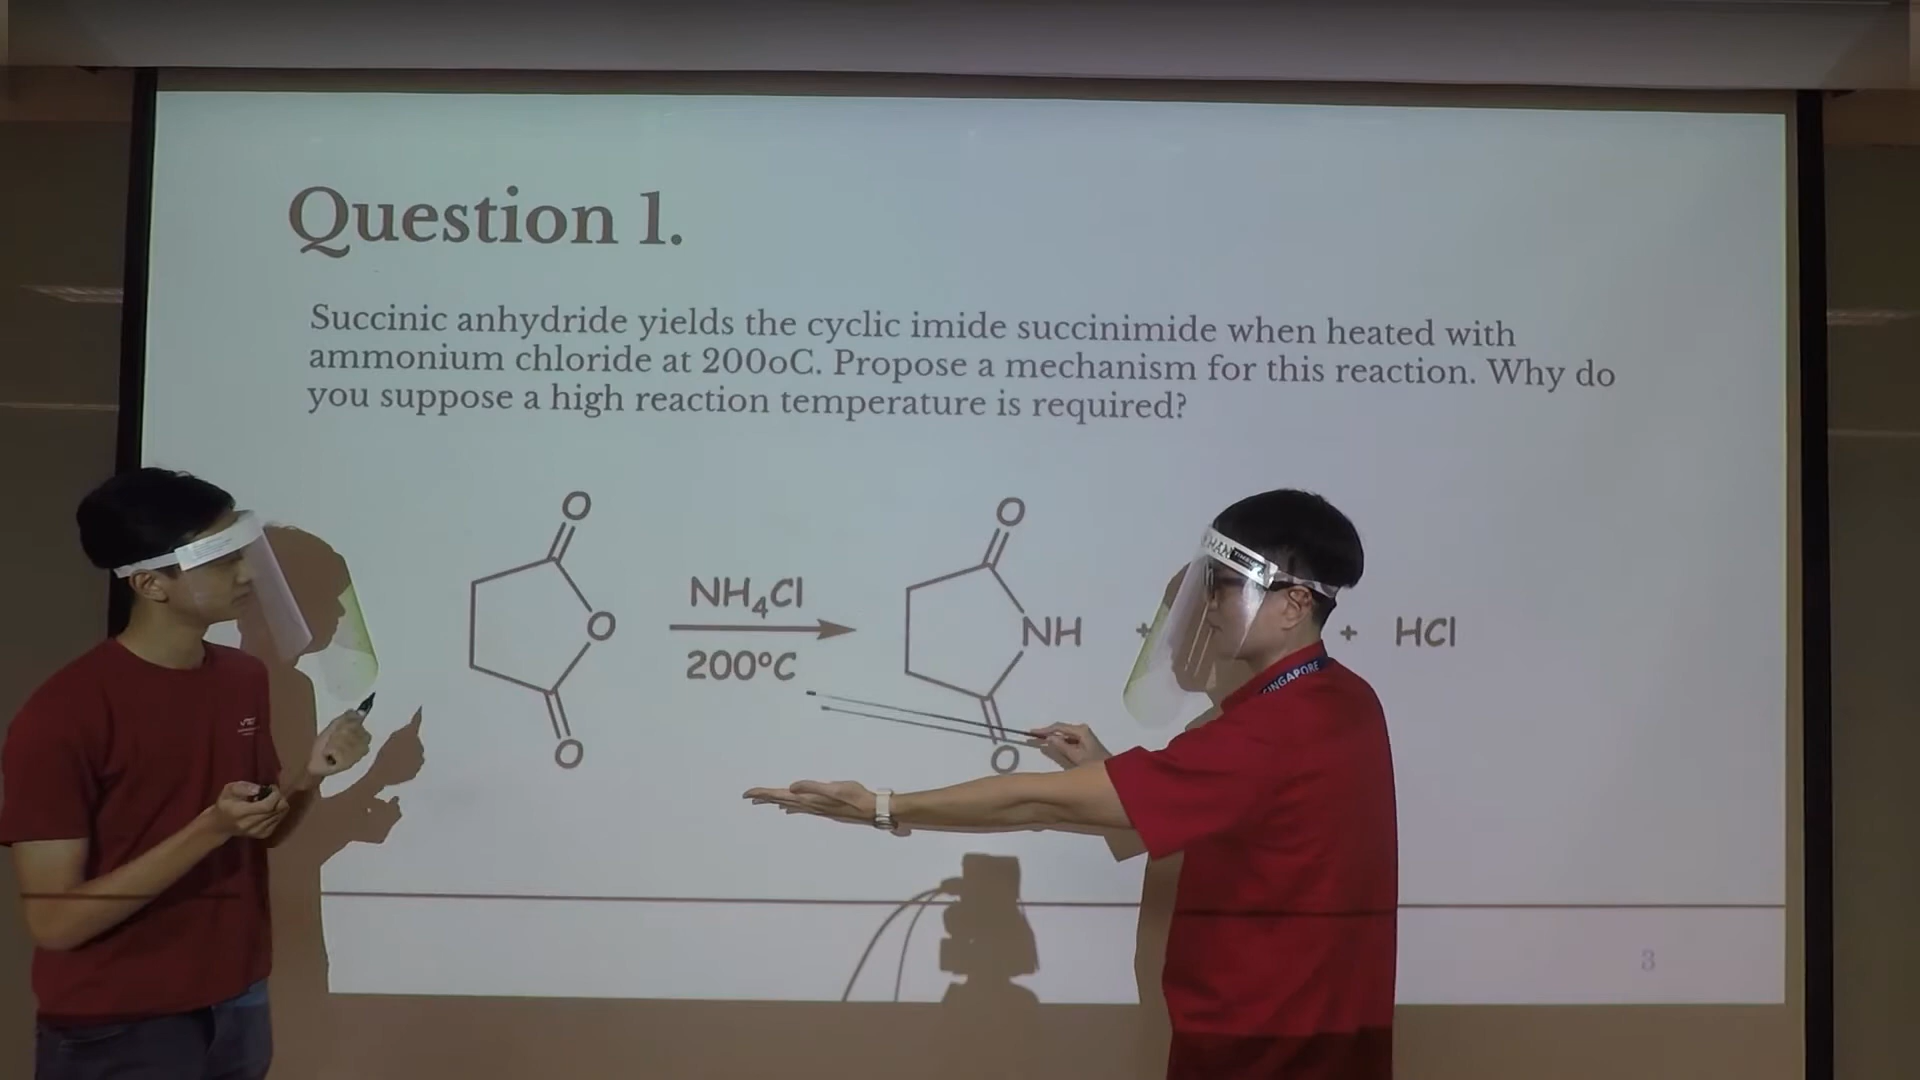 Question 1.
Succinic anhydride yields the cyclic imide succinimide when heated with
ammonium chloride at 200oC. Propose a mechanism for this reaction. Why do
you suppose a high reaction temperature is required?
O
O
NH₄Cl
O
NH
+
+
HCl
200°C
O
O
SINGAPORE
3